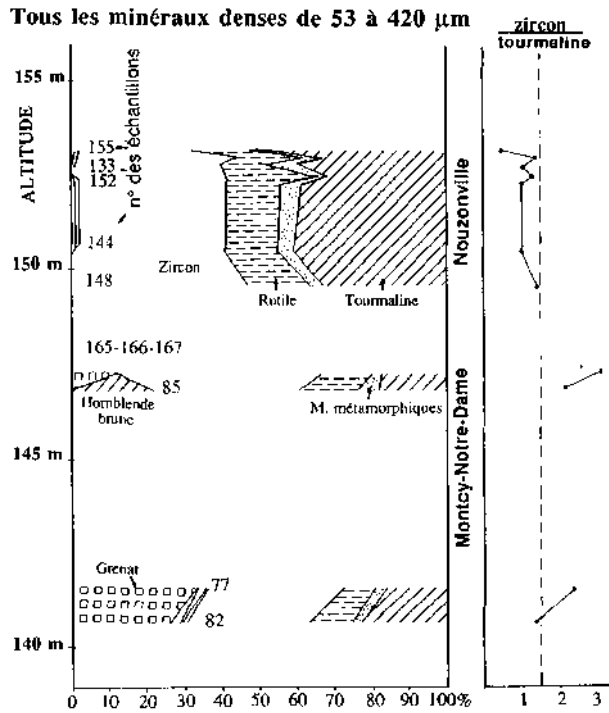 Tous les minéraux denses de 53 à 420 µm
zircon
tourmaline
155 m
ALTITUDE
n° des échantillons
155
133
152
144
148
150 m
Zircon
Rutile
Tourmaline
Nouzonville
165-166-167
85
Hornblende
brune
M. métamorphiques
145 m
Montcy-Notre-Dame
Grenat
77
82
140 m
0 10 20 30 40 50 60 70 80 90 100%
1 2 3